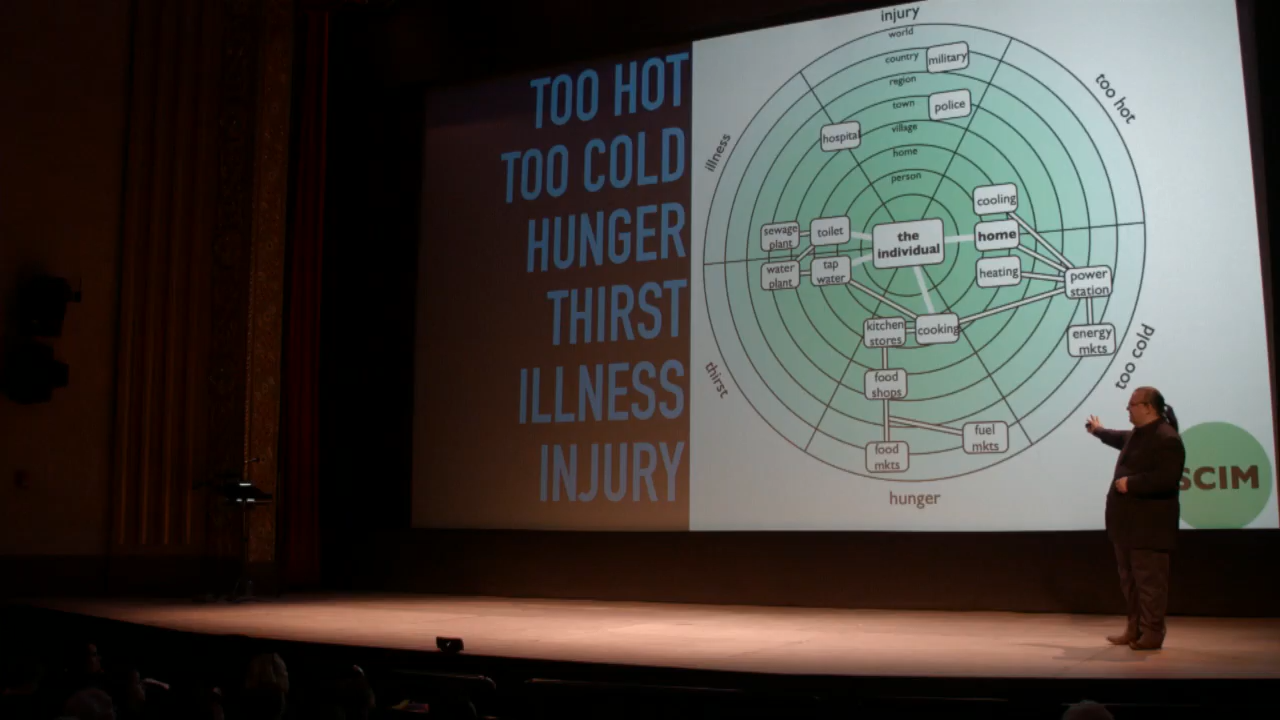 TOO HOT
TOO COLD
HUNGER
THIRST
ILLNESS
INJURY
injury
world
country
military
region
too hot
town
police
village
hospital
illness
home
person
cooling
sewage
plant
toilet
the
individual
home
water
plant
tap
water
heating
power
station
kitchen
stores
cooking
energy
mkts
too cold
thirst
food
shops
fuel
mkts
food
mkts
hunger
SCIM